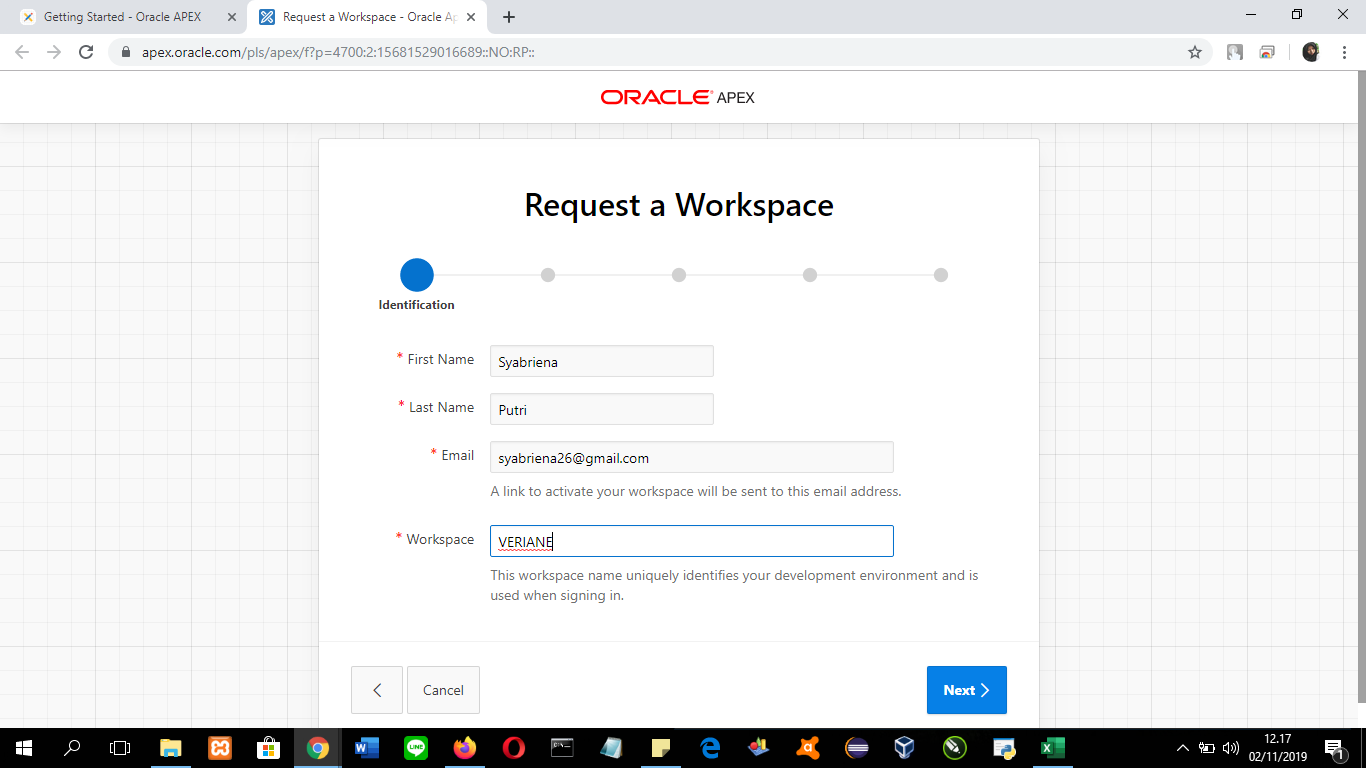 Getting Started - Oracle APEX
Request a Workspace - Oracle Ap
apex.oracle.com/pls/apex/f?p=4700:2:15681529016689::NO:RP::
ORACLE APEX
Request a Workspace
Identification
* First Name Syabriena
* Last Name Putri
* Email syabriena26@gmail.com
A link to activate your workspace will be sent to this email address.
* Workspace VERIANE
This workspace name uniquely identifies your development environment and is
used when signing in.
Cancel
Next
12.17
02/11/2019
1